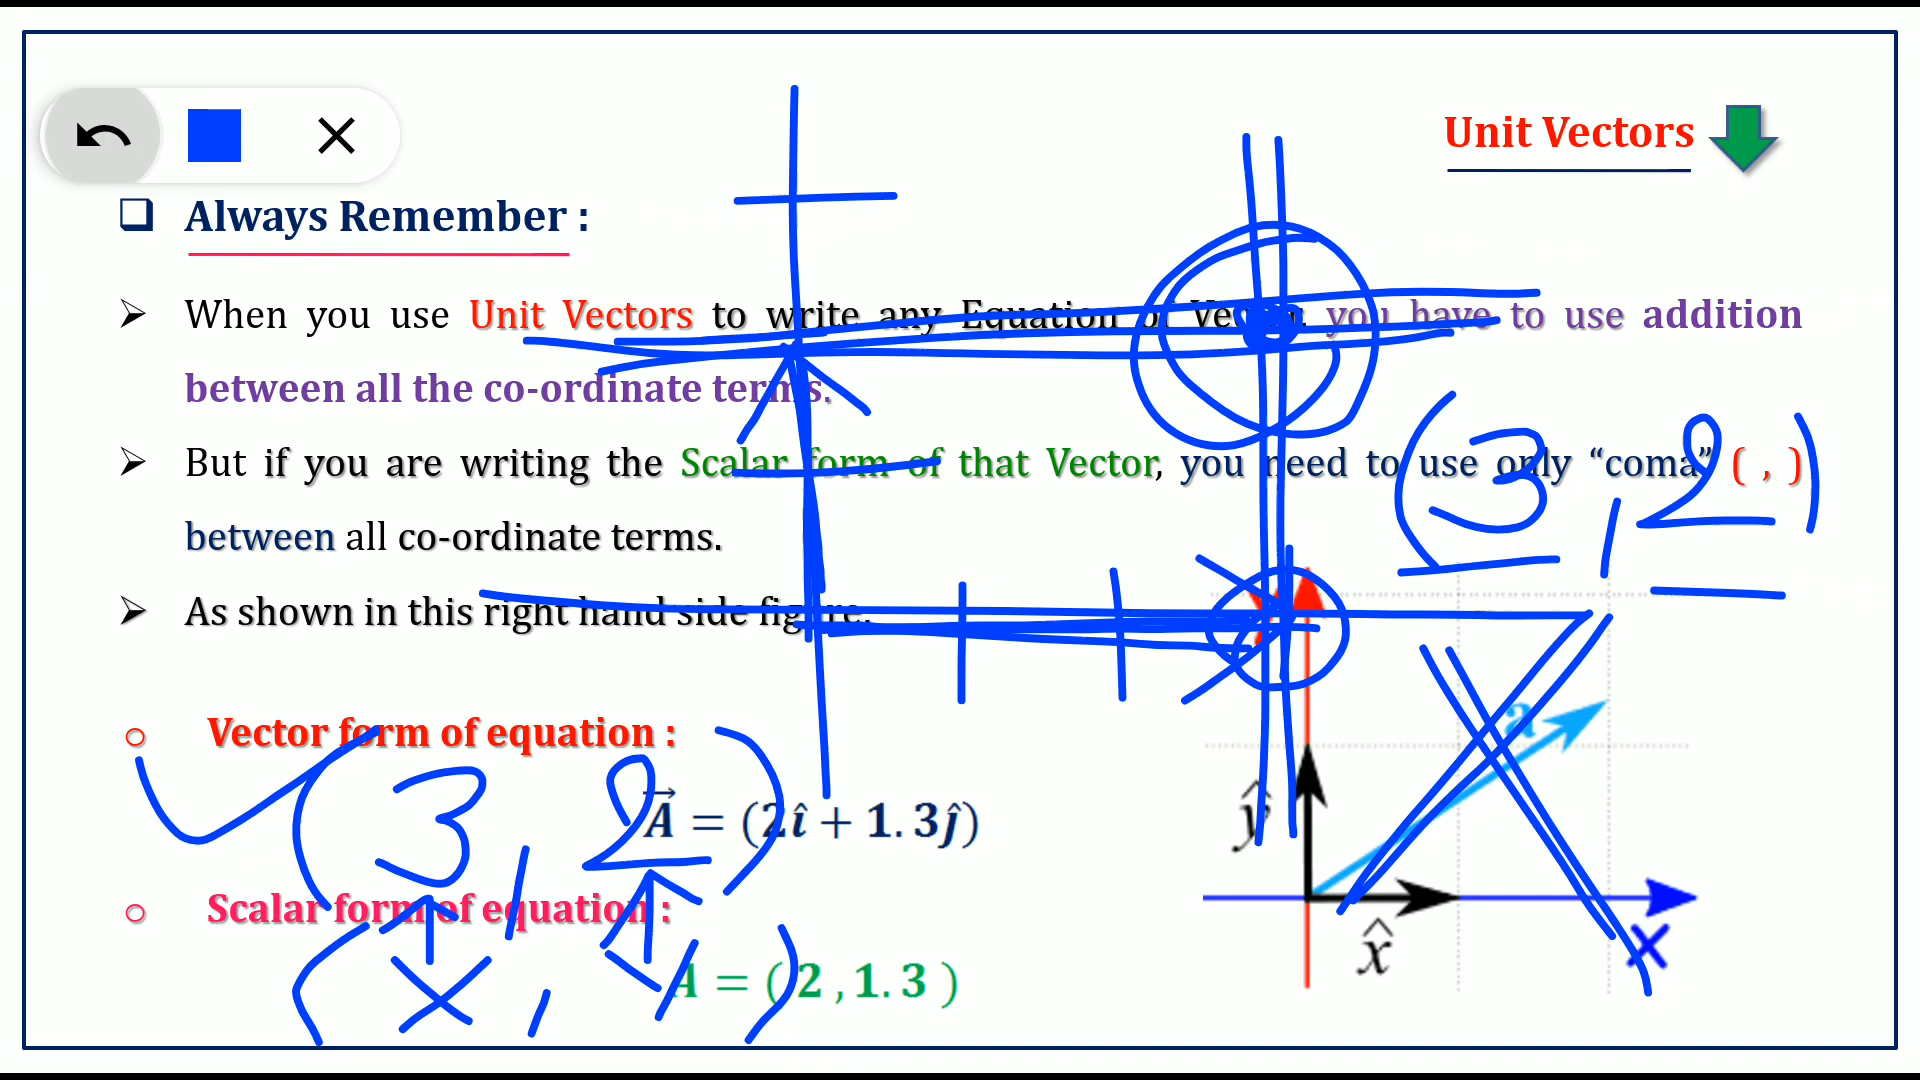 Unit Vectors
Always Remember :
When you use Unit Vectors to write any Equation of Vector, you have to use addition
between all the co-ordinate terms.
But if you are writing the Scalar form of that Vector, you need to use only “coma” ( , )
between all co-ordinate terms.
(3, 2)
As shown in this right hand side figure.
Vector form of equation :
A⃗ = (2î + 1.3ĵ)
(3, 2)
Scalar form of equation :
A = ( 2 , 1.3 )
(x, y)
a
ŷ
x̂
x